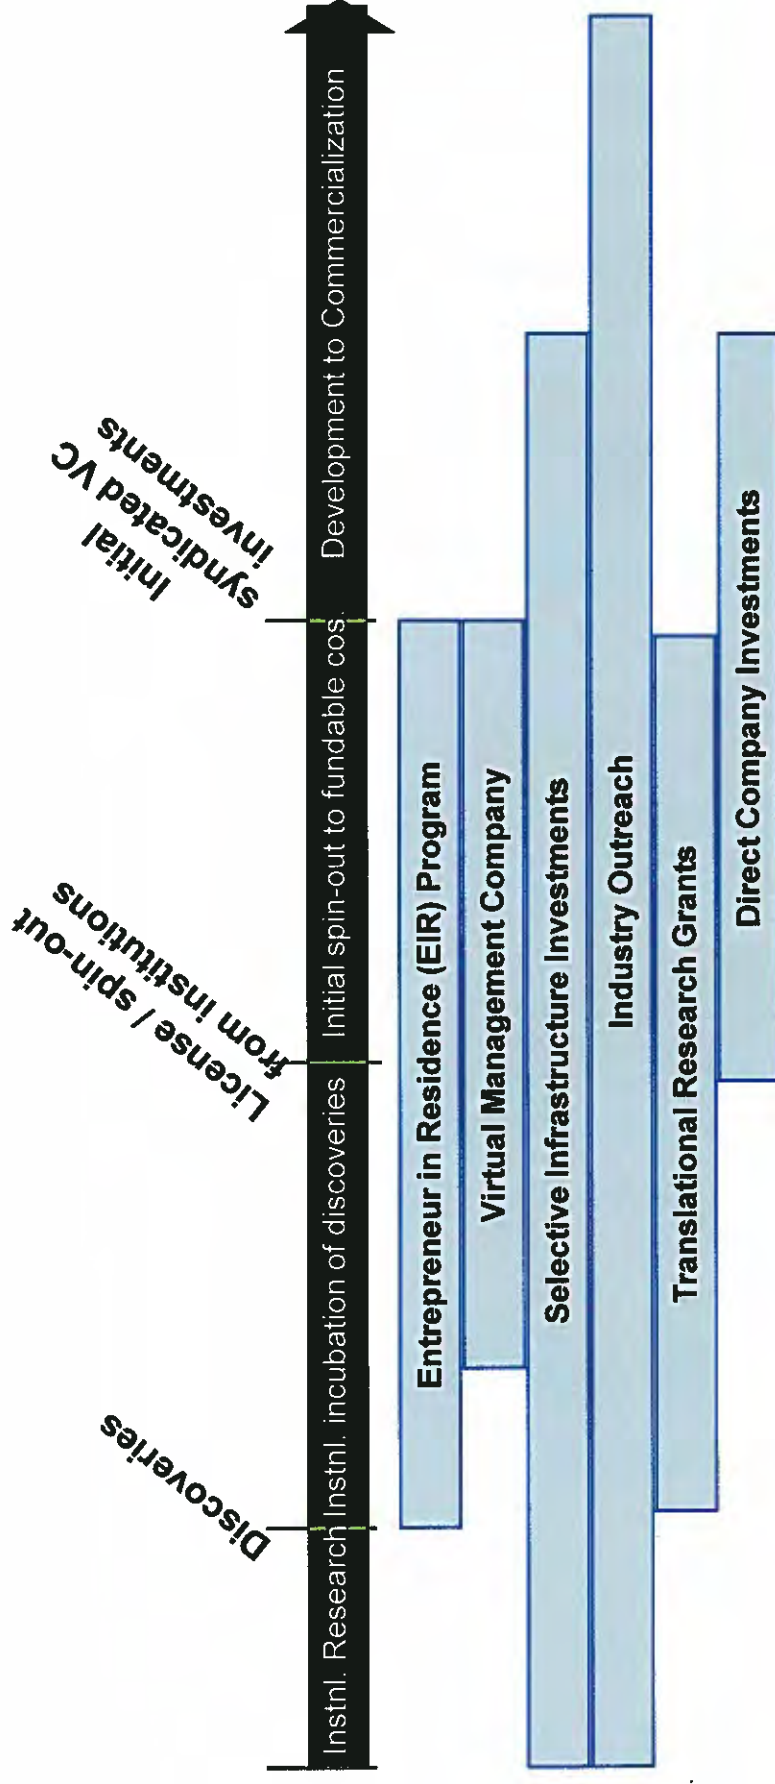 Discoveries
License / spin-out
from institutions
Initial
syndicated VC
investments
Instnl. Research
Instnl. incubation of discoveries
Initial spin-out to fundable cos.
Development to Commercialization
Entrepreneur in Residence (EIR) Program
Virtual Management Company
Selective Infrastructure Investments
Industry Outreach
Translational Research Grants
Direct Company Investments